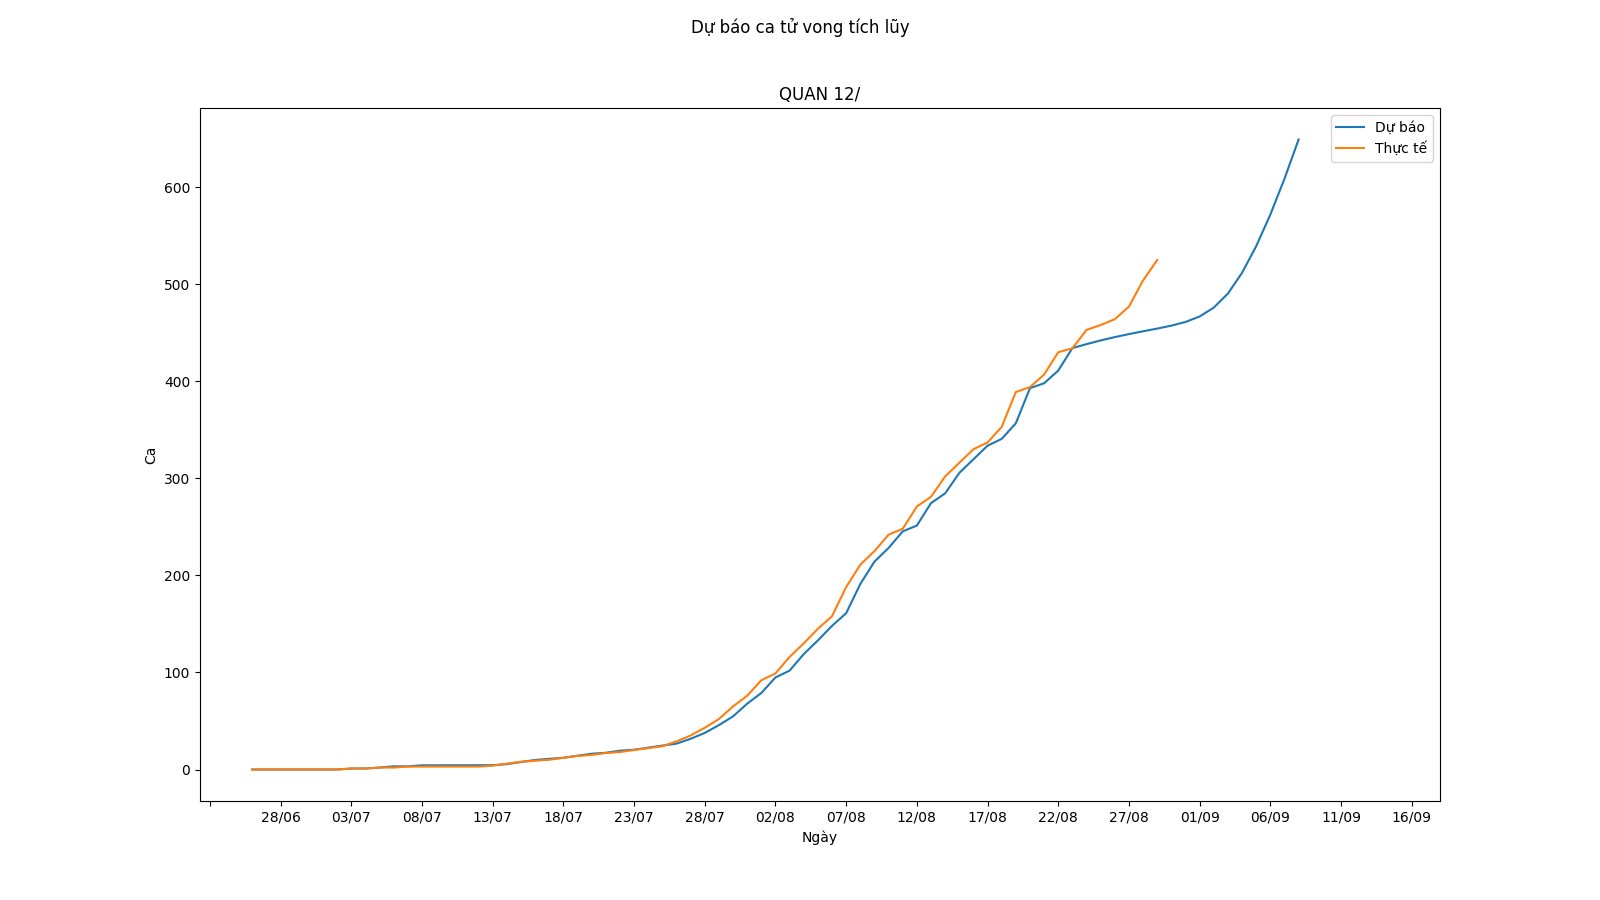 Dự báo ca tử vong tích lũy
QUAN 12/
Dự báo
Thực tế
600
500
400
300
200
100
0
Ca
28/06 03/07 08/07 13/07 18/07 23/07 28/07 02/08 07/08 12/08 17/08 22/08 27/08 01/09 06/09 11/09 16/09
Ngày